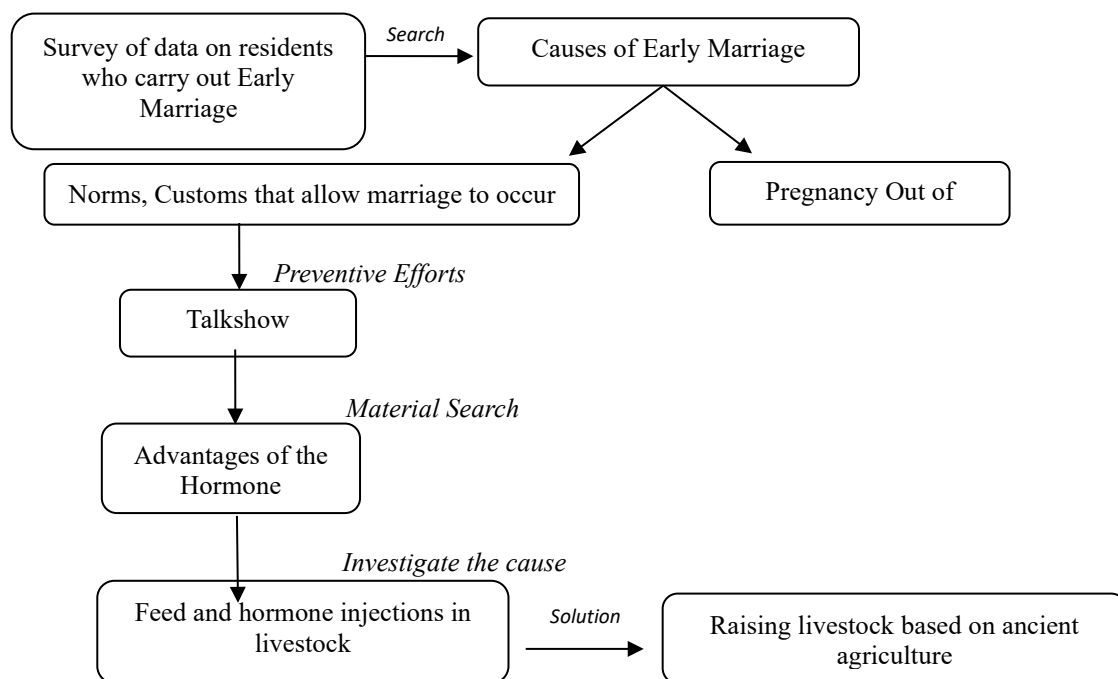 Survey of data on residents
who carry out Early
Marriage
Search
Causes of Early Marriage
Norms, Customs that allow marriage to occur
Pregnancy Out of
Preventive Efforts
Talkshow
Material Search
Advantages of the
Hormone
Investigate the cause
Feed and hormone injections in
livestock
Solution
Raising livestock based on ancient
agriculture